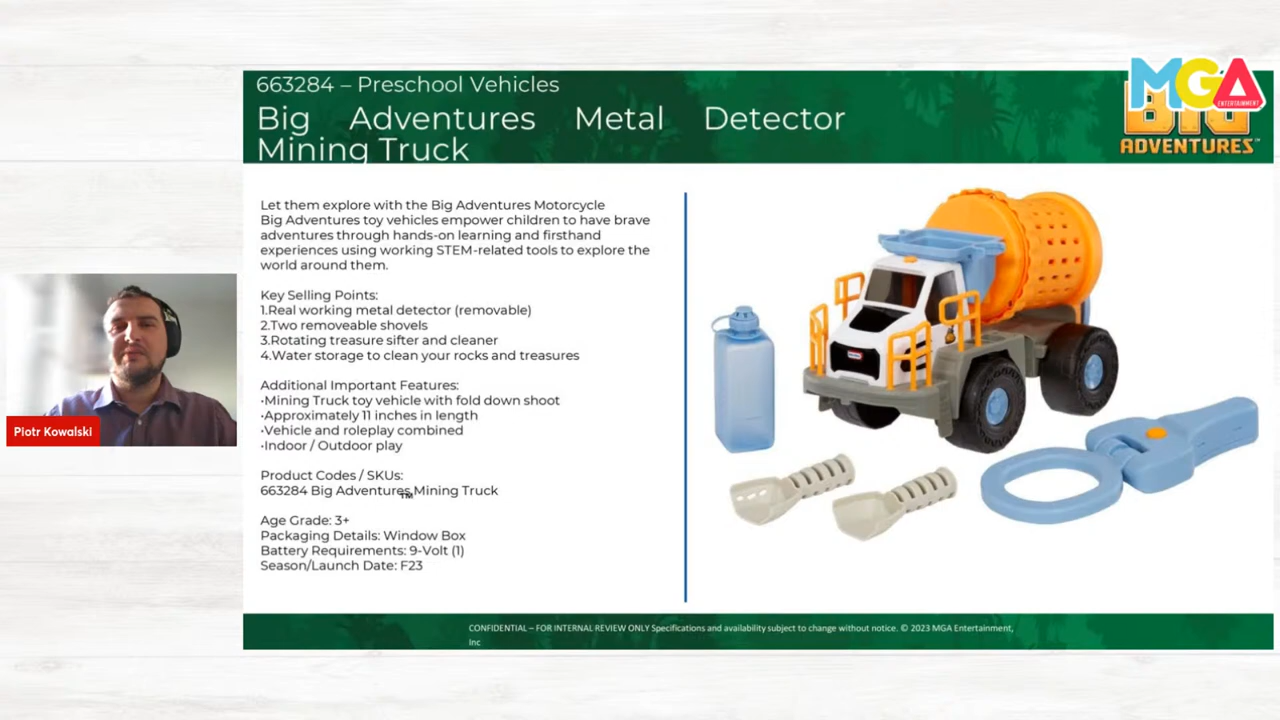 663284 – Preschool Vehicles
Big Adventures Metal Detector
Mining Truck
MGA
ENTERTAINMENT
BIG
ADVENTURES™
Let them explore with the Big Adventures Motorcycle
Big Adventures toy vehicles empower children to have brave
adventures through hands-on learning and firsthand
experiences using working STEM-related tools to explore the
world around them.
Key Selling Points:
1.Real working metal detector (removable)
2.Two removeable shovels
3.Rotating treasure sifter and cleaner
4.Water storage to clean your rocks and treasures
Additional Important Features:
•Mining Truck toy vehicle with fold down shoot
•Approximately 11 inches in length
•Vehicle and roleplay combined
•Indoor / Outdoor play
Product Codes / SKUs:
663284 Big Adventures™ Mining Truck
Age Grade: 3+
Packaging Details: Window Box
Battery Requirements: 9-Volt (1)
Season/Launch Date: F23
Piotr Kowalski
CONFIDENTIAL – FOR INTERNAL REVIEW ONLY Specifications and availability subject to change without notice. © 2023 MGA Entertainment,
Inc